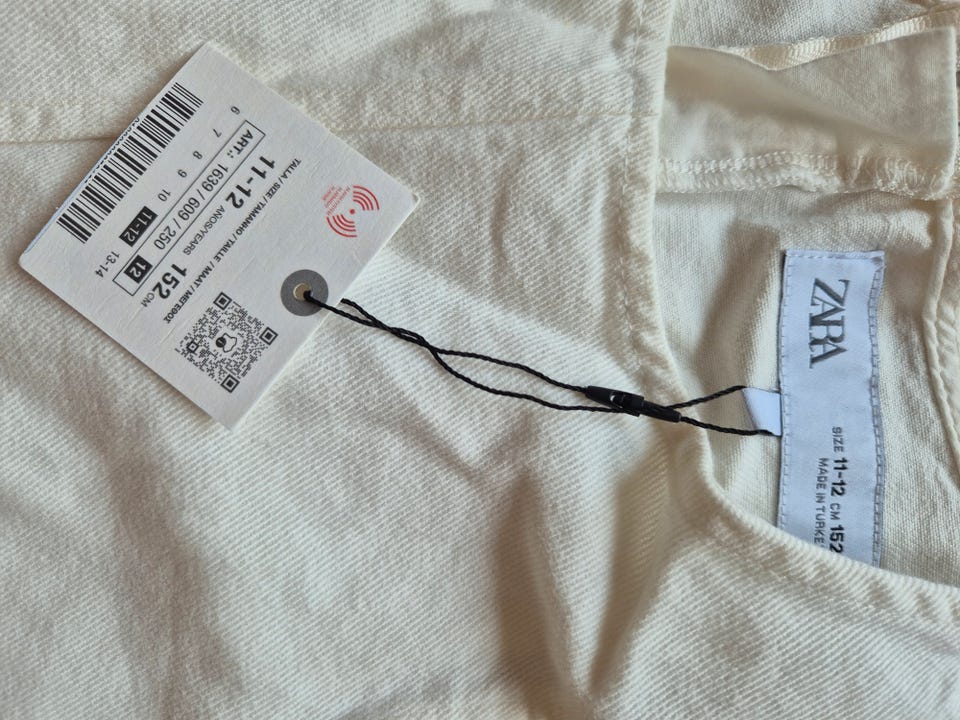 TALLA / SIZE / TAMANHO / TAILLE / MAAT / ΜΕΓΕΘΟΣ
11-12 AÑOS/YEARS 152 CM
ART.: 1639 / 609 / 250 12
6 7 8 9 10 11-12 13-14
ZARA
SIZE 11-12 CM 152
MADE IN TURKE